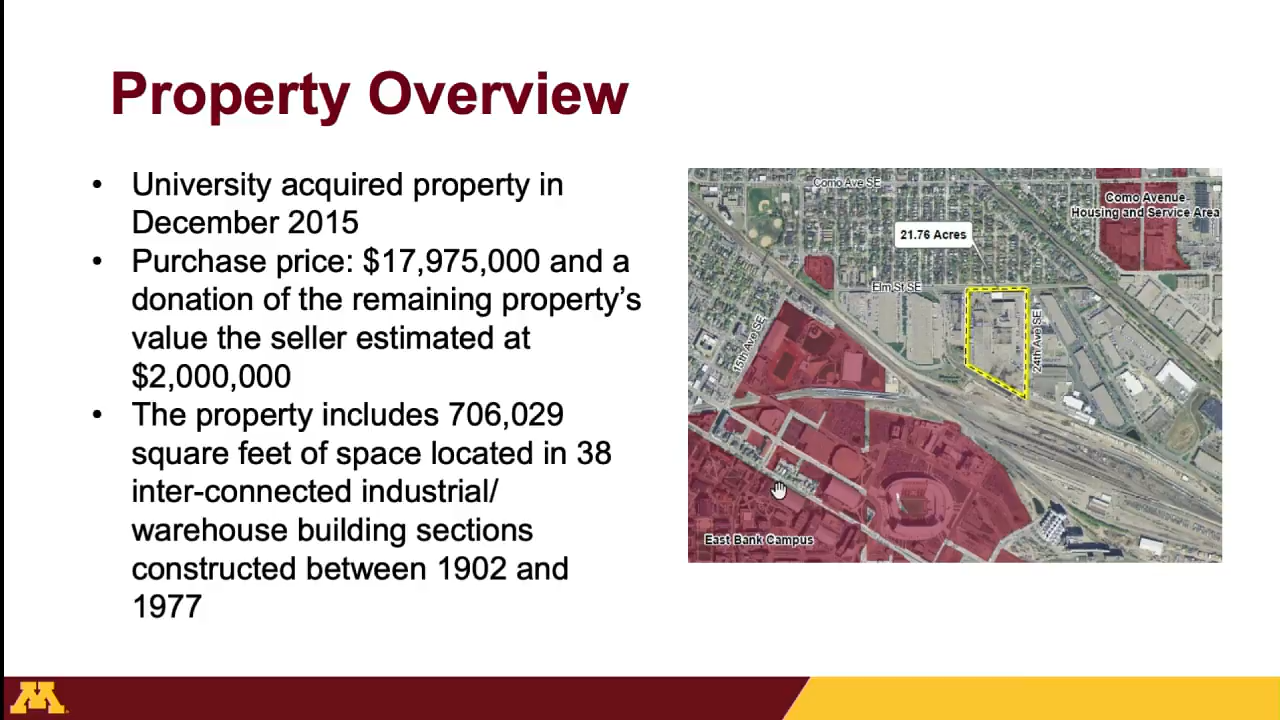 Property Overview
• University acquired property in
December 2015
• Purchase price: $17,975,000 and a
donation of the remaining property’s
value the seller estimated at
$2,000,000
• The property includes 706,029
square feet of space located in 38
inter-connected industrial/
warehouse building sections
constructed between 1902 and
1977
Como Ave SE
Como Avenue
Housing and Service Area
21.76 Acres
Elm St SE
15th Ave SE
24th Ave SE
East Bank Campus
M